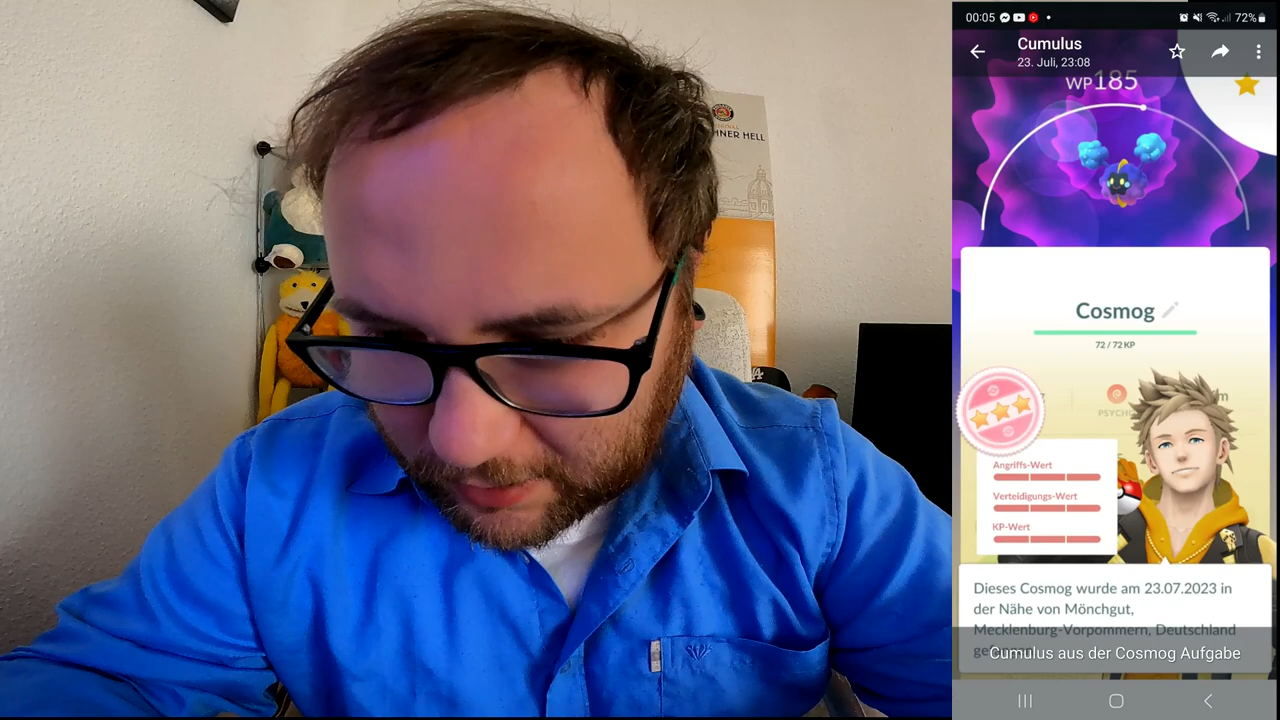 HNER HELL
00:05
72%
Cumulus
23. Juli, 23:08
WP185
Cosmog
72 / 72 KP
PSYCHO
Angriffs-Wert
Verteidigungs-Wert
KP-Wert
Dieses Cosmog wurde am 23.07.2023 in
der Nähe von Mönchgut,
Mecklenburg-Vorpommern, Deutschland
Cumulus aus der Cosmog Aufgabe